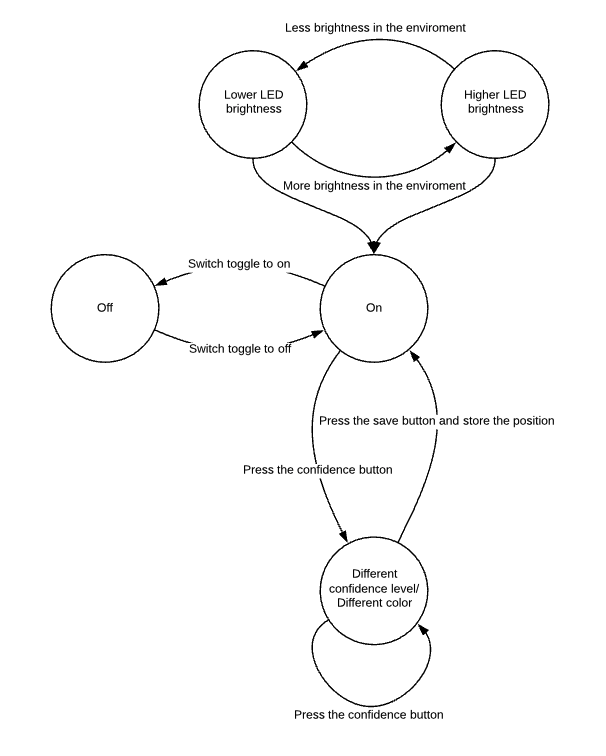 Less brightness in the enviroment
Lower LED
brightness
Higher LED
brightness
More brightness in the enviroment
Switch toggle to on
Off
On
Switch toggle to off
Press the save button and store the position
Press the confidence button
Different
confidence level/
Different color
Press the confidence button